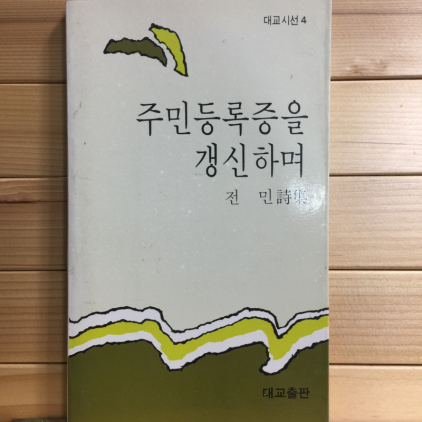 대교시선 4
주민등록증을
갱신하며
전 민 詩集
대교출판